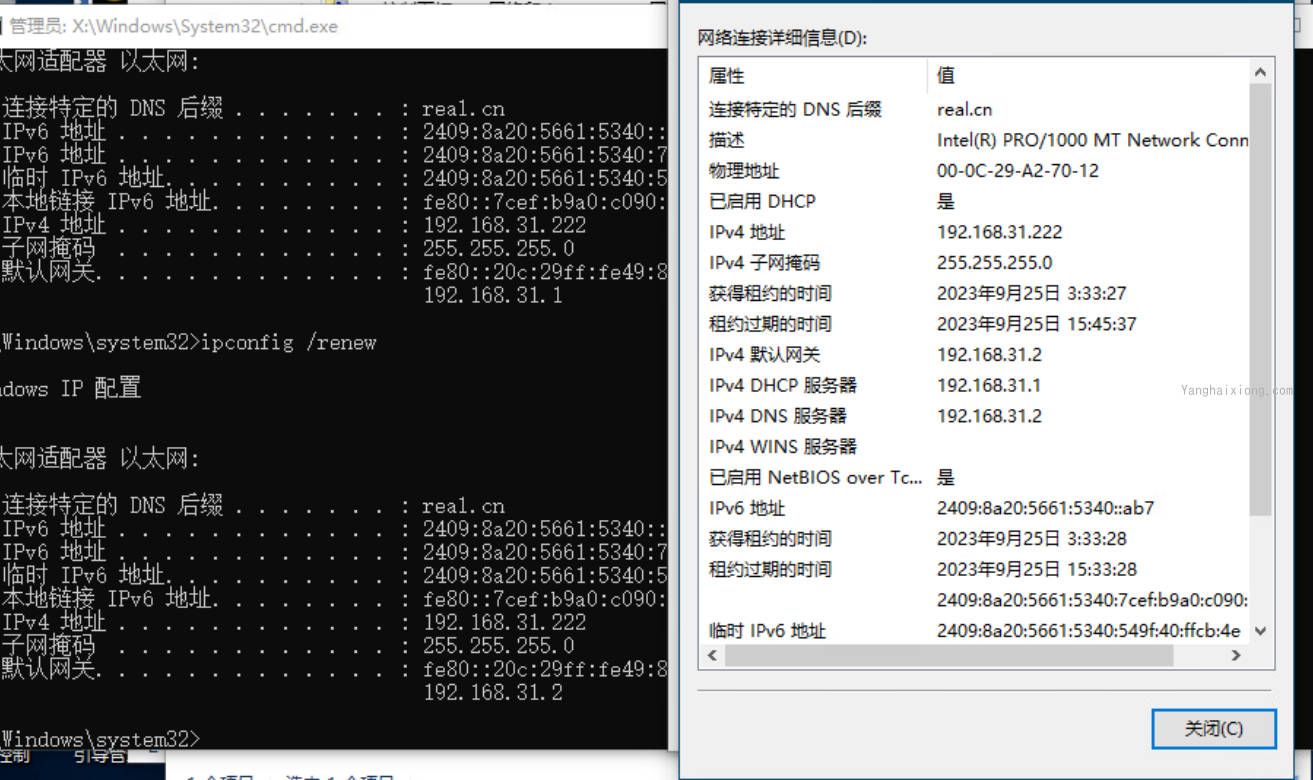 管理员: X:\Windows\System32\cmd.exe
太网适配器 以太网:
连接特定的 DNS 后缀 . . . . . . . : real.cn
IPv6 地址 . . . . . . . . . . . . : 2409:8a20:5661:5340::
IPv6 地址 . . . . . . . . . . . . : 2409:8a20:5661:5340:7
临时 IPv6 地址. . . . . . . . . . : 2409:8a20:5661:5340:5
本地链接 IPv6 地址. . . . . . . . : fe80::7cef:b9a0:c090:
IPv4 地址 . . . . . . . . . . . . : 192.168.31.222
子网掩码 . . . . . . . . . . . . : 255.255.255.0
默认网关. . . . . . . . . . . . . : fe80::20c:29ff:fe49:8
192.168.31.1
\Windows\system32>ipconfig /renew
ndows IP 配置
太网适配器 以太网:
连接特定的 DNS 后缀 . . . . . . . : real.cn
IPv6 地址 . . . . . . . . . . . . : 2409:8a20:5661:5340::
IPv6 地址 . . . . . . . . . . . . : 2409:8a20:5661:5340:7
临时 IPv6 地址. . . . . . . . . . : 2409:8a20:5661:5340:5
本地链接 IPv6 地址. . . . . . . . : fe80::7cef:b9a0:c090:
IPv4 地址 . . . . . . . . . . . . : 192.168.31.222
子网掩码 . . . . . . . . . . . . : 255.255.255.0
默认网关. . . . . . . . . . . . . : fe80::20c:29ff:fe49:8
192.168.31.2
\Windows\system32>
控制 引导管
网络连接详细信息(D):
属性 值
连接特定的 DNS 后缀 real.cn
描述 Intel(R) PRO/1000 MT Network Conn
物理地址 00-0C-29-A2-70-12
已启用 DHCP 是
IPv4 地址 192.168.31.222
IPv4 子网掩码 255.255.255.0
获得租约的时间 2023年9月25日 3:33:27
租约过期的时间 2023年9月25日 15:45:37
IPv4 默认网关 192.168.31.2
IPv4 DHCP 服务器 192.168.31.1
IPv4 DNS 服务器 192.168.31.2
IPv4 WINS 服务器
已启用 NetBIOS over Tc... 是
IPv6 地址 2409:8a20:5661:5340::ab7
获得租约的时间 2023年9月25日 3:33:28
租约过期的时间 2023年9月25日 15:33:28
2409:8a20:5661:5340:7cef:b9a0:c090:
临时 IPv6 地址 2409:8a20:5661:5340:549f:40:ffcb:4e
关闭(C)
Yanghaixiong.com